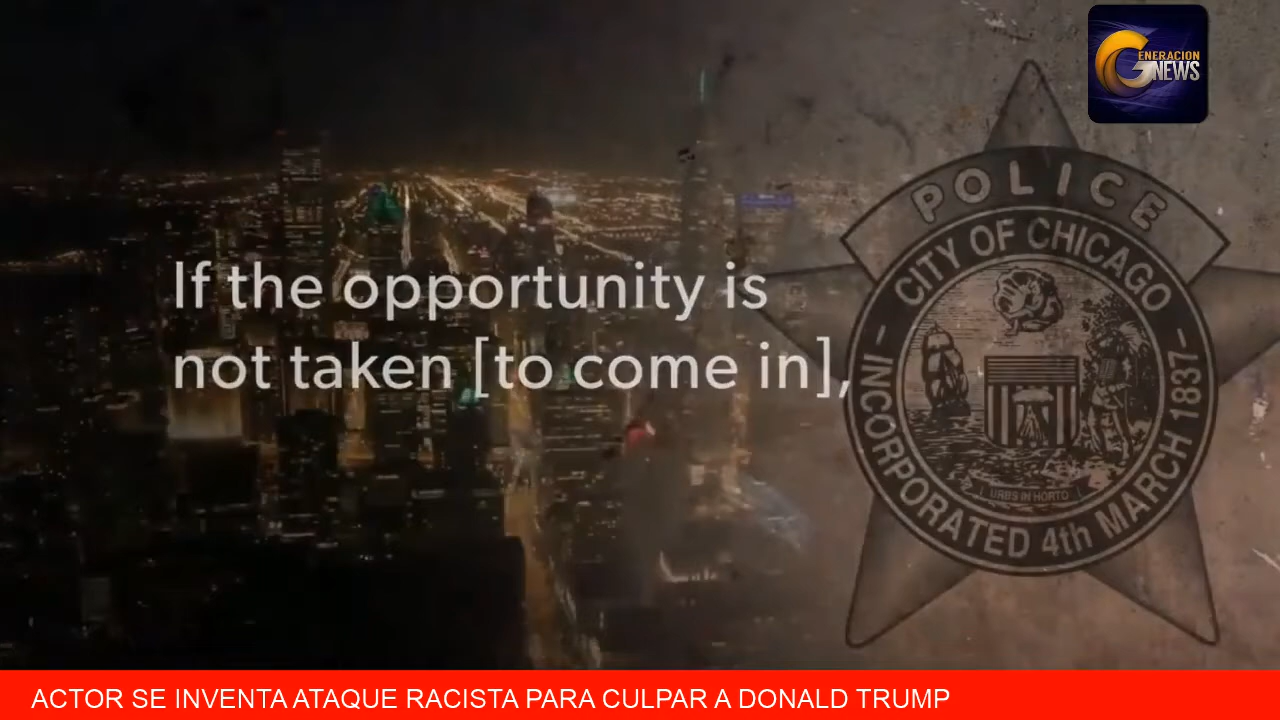 GENERACION
NEWS
POLICE
CITY OF CHICAGO
If the opportunity is
not taken [to come in],
URBS IN HORTO
INCORPORATED 4th MARCH 1837
ACTOR SE INVENTA ATAQUE RACISTA PARA CULPAR A DONALD TRUMP